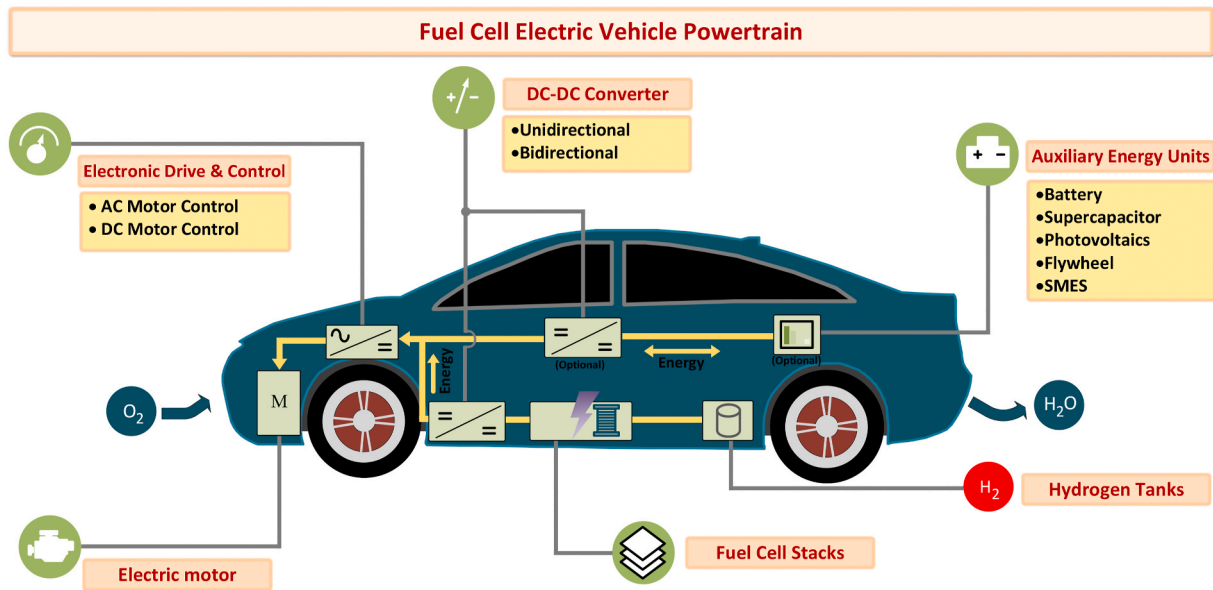 Fuel Cell Electric Vehicle Powertrain
+/-
DC-DC Converter
•Unidirectional
•Bidirectional
Electronic Drive & Control
• AC Motor Control
• DC Motor Control
+ -
Auxiliary Energy Units
•Battery
•Supercapacitor
•Photovoltaics
•Flywheel
•SMES
(Optional)
Energy
(Optional)
Energy
M
O₂
H₂O
H₂
Hydrogen Tanks
Fuel Cell Stacks
Electric motor